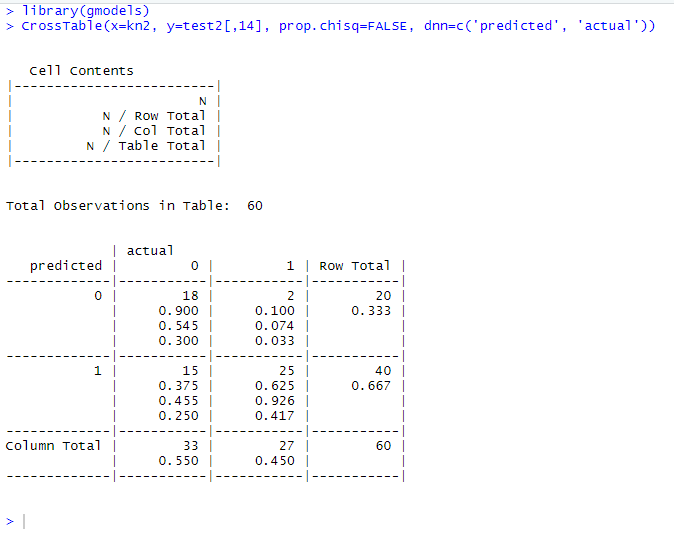 > library(gmodels)
> CrossTable(x=kn2, y=test2[,14], prop.chisq=FALSE, dnn=c('predicted', 'actual'))
   Cell Contents
|-------------------------|
|                       N |
|           N / Row Total |
|           N / Col Total |
|         N / Table Total |
|-------------------------|
Total Observations in Table:  60
             | actual
   predicted |         0 |         1 | Row Total |
-------------|-----------|-----------|-----------|
           0 |        18 |         2 |        20 |
             |     0.900 |     0.100 |     0.333 |
             |     0.545 |     0.074 |           |
             |     0.300 |     0.033 |           |
-------------|-----------|-----------|-----------|
           1 |        15 |        25 |        40 |
             |     0.375 |     0.625 |     0.667 |
             |     0.455 |     0.926 |           |
             |     0.250 |     0.417 |           |
-------------|-----------|-----------|-----------|
Column Total |        33 |        27 |        60 |
             |     0.550 |     0.450 |           |
-------------|-----------|-----------|-----------|
> |